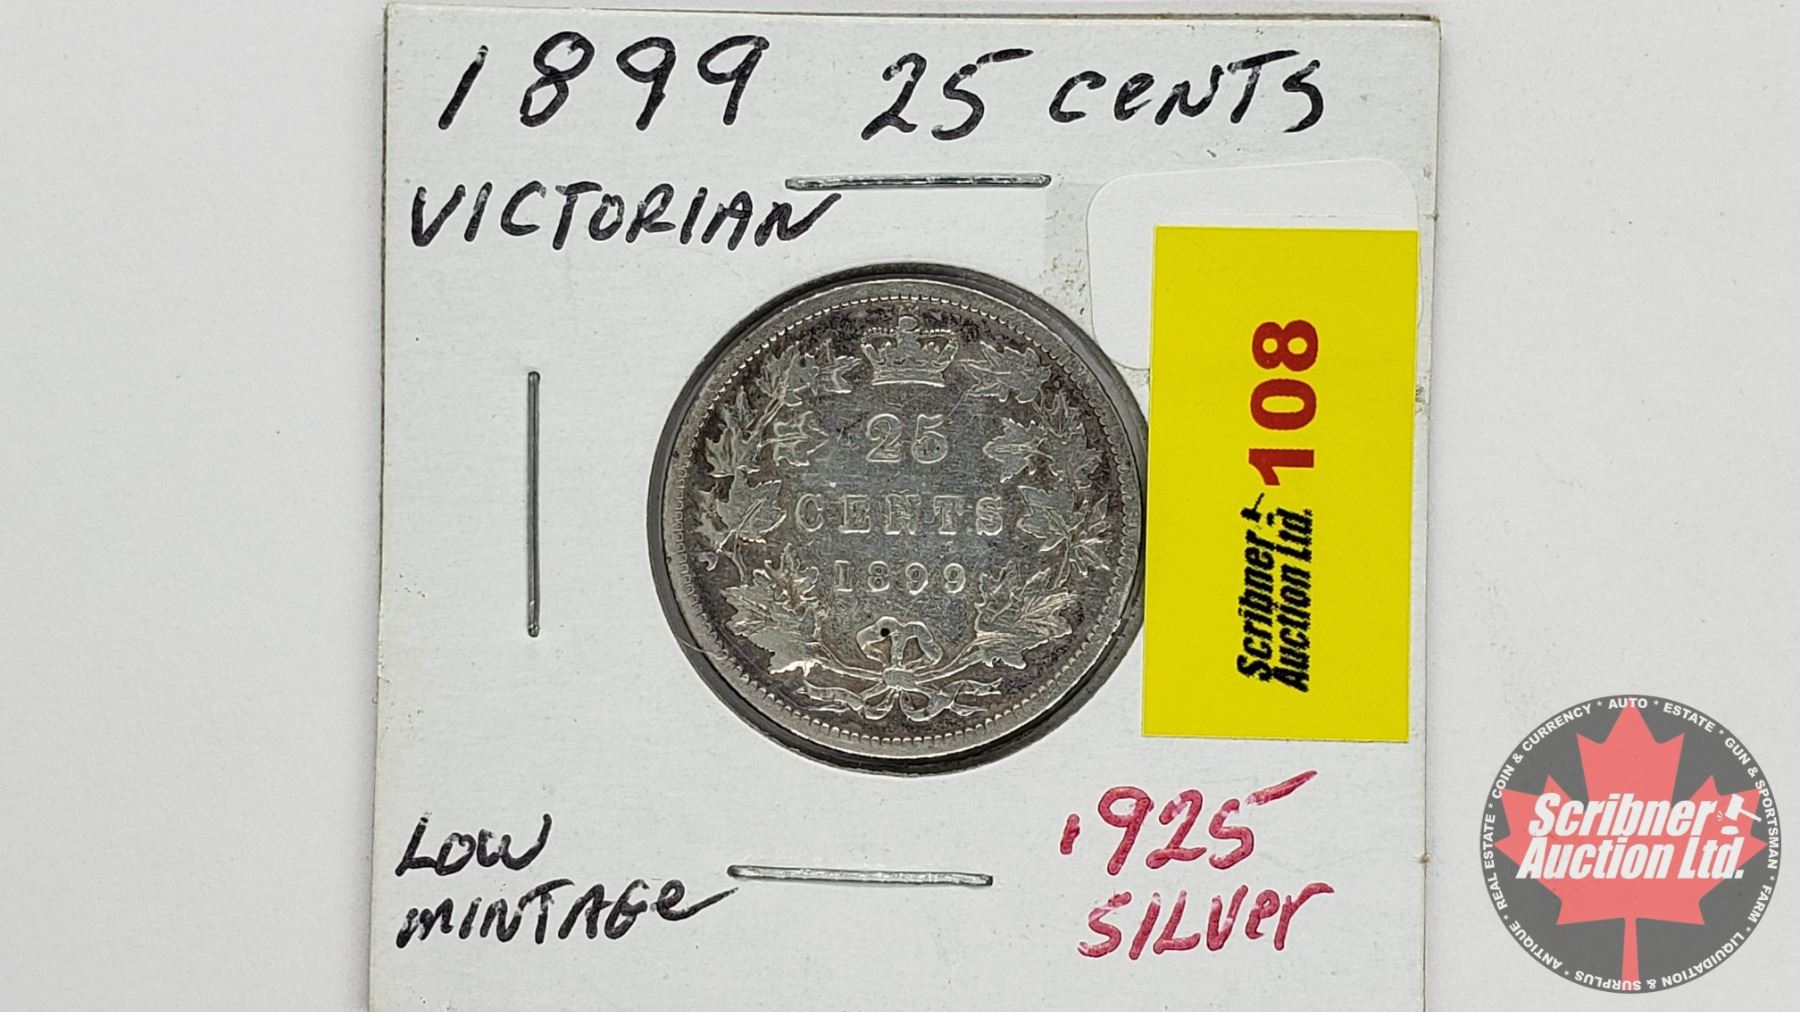 1899 25 CeNTS
VICTORIAN
25
CENTS
1899
108
Scribner
Auction Ltd.
LOW
MINTAGe
.925
SILVer
REAL ESTATE * COIN & CURRENCY * AUTO * ESTATE * GUN & SPORTSMAN * FARM * LIQUIDATION & SURPLUS * ANTIQUE *
Scribner
Auction Ltd.